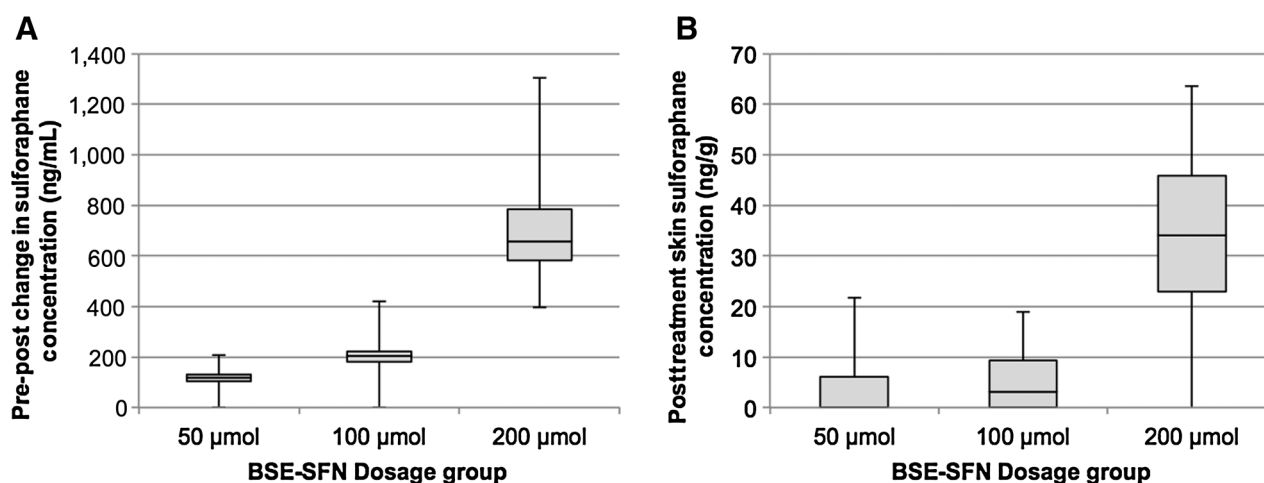 A
Pre-post change in sulforaphane
concentration (ng/mL)
1,400
1,200
1,000
800
600
400
200
0
50 µmol 100 µmol 200 µmol
BSE-SFN Dosage group
B
Posttreatment skin sulforaphane
concentration (ng/g)
70
60
50
40
30
20
10
0
50 µmol 100 µmol 200 µmol
BSE-SFN Dosage group